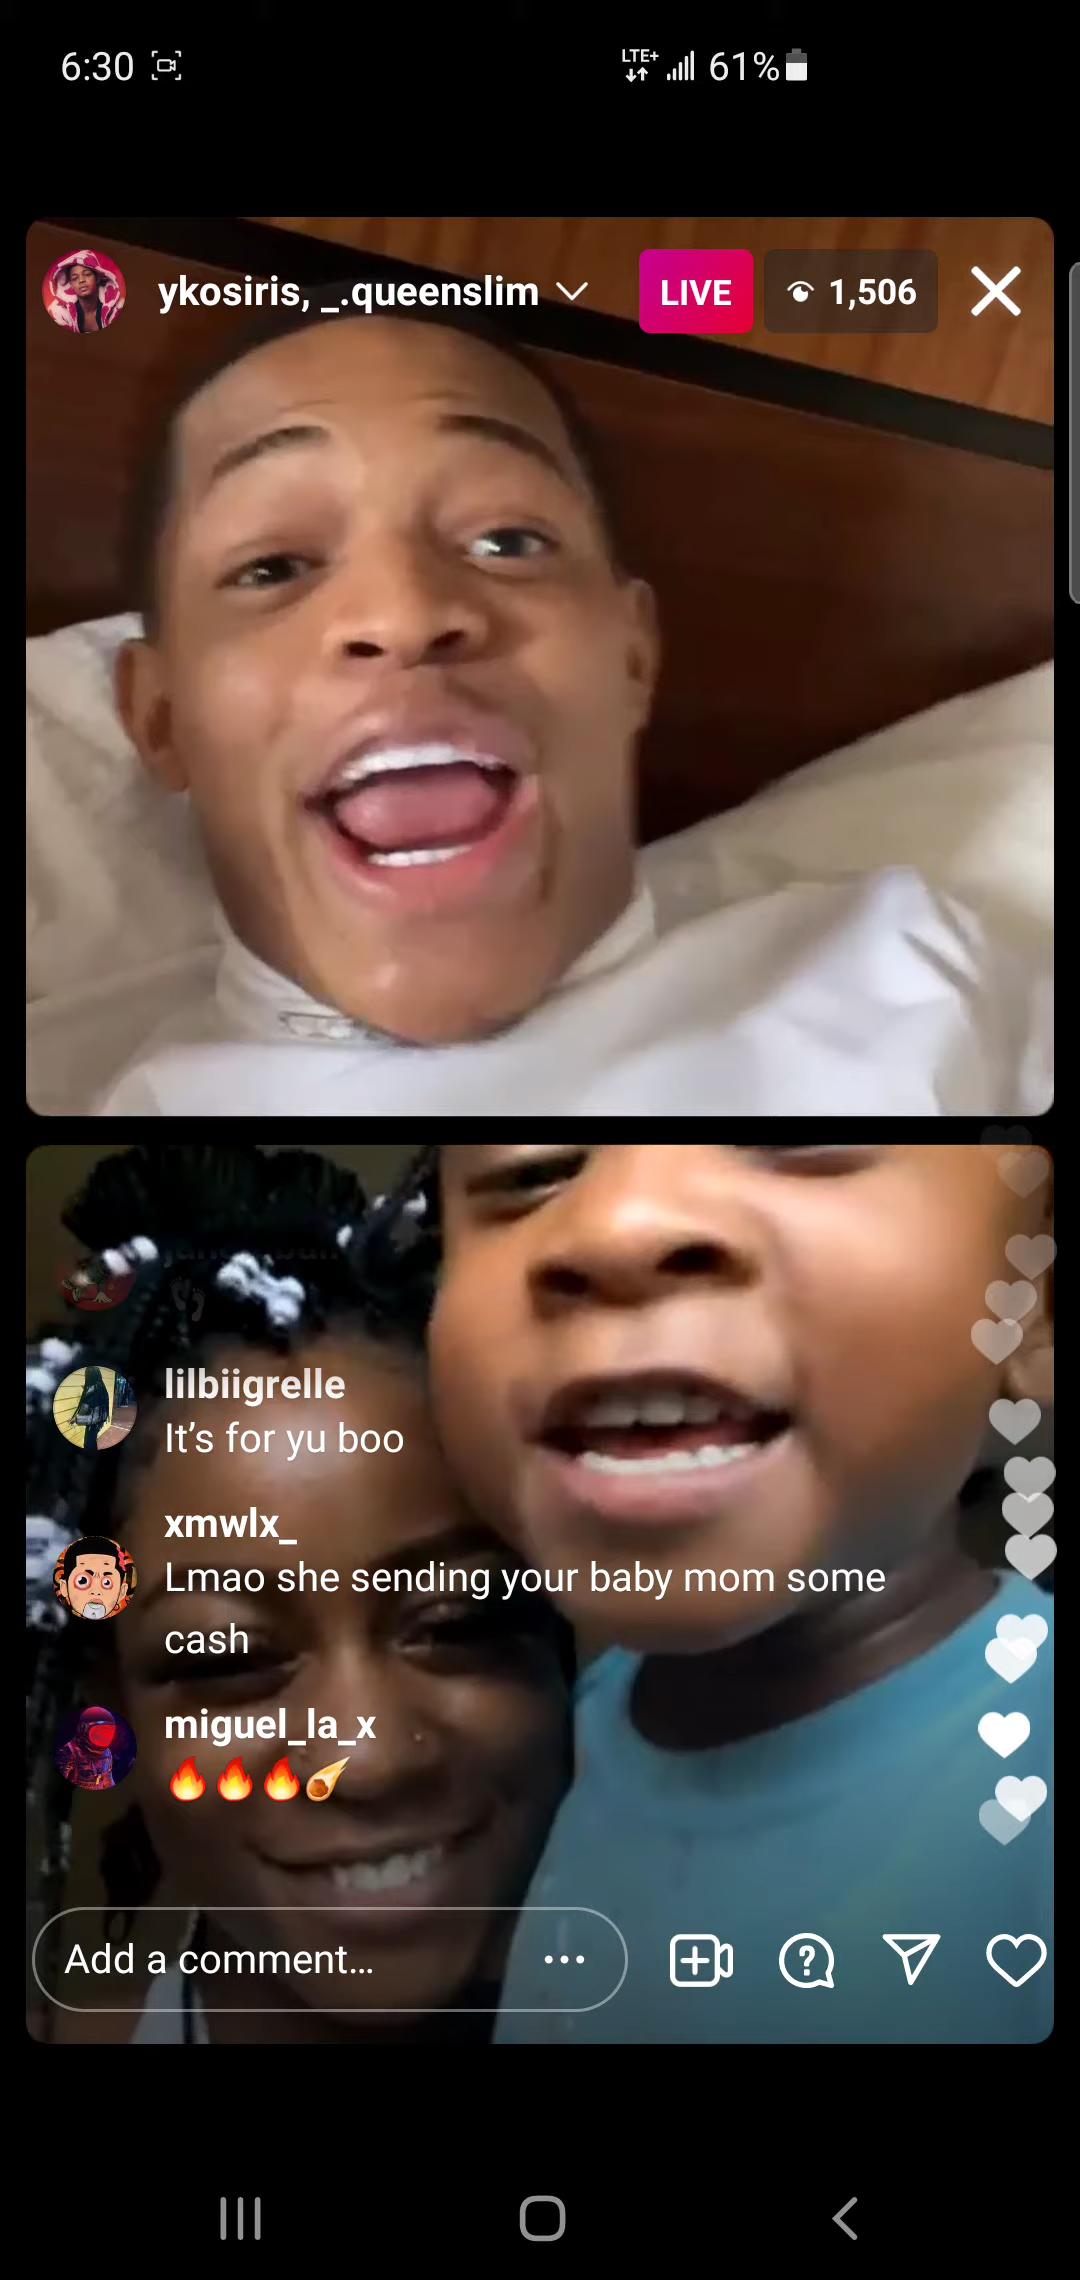 6:30 LTE+ 61%
ykosiris, _.queenslim LIVE 1,506
lilbiigrelle
It’s for yu boo
xmwlx_
Lmao she sending your baby mom some
cash
miguel_la_x
🔥🔥🔥☄️
Add a comment...